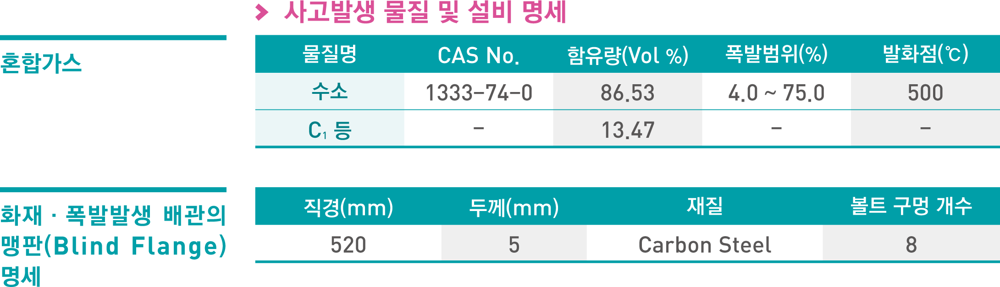 사고발생 물질 및 설비 명세
혼합가스
물질명 CAS No. 함유량(Vol %) 폭발범위(%) 발화점(℃)
수소 1333-74-0 86.53 4.0 ~ 75.0 500
C₁ 등 - 13.47 - -
화재 · 폭발발생 배관의
맹판(Blind Flange)
명세
직경(mm) 두께(mm) 재질 볼트 구멍 개수
520 5 Carbon Steel 8